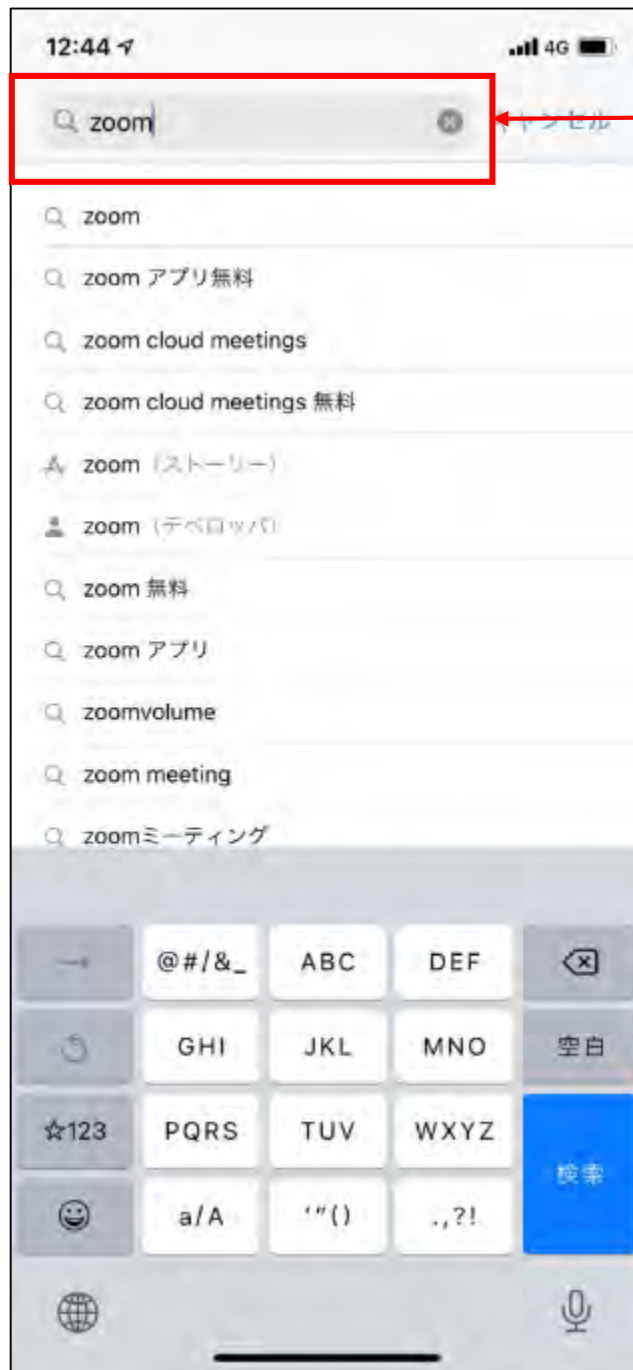 12:44
4G
zoom
キャンセル
zoom
zoom アプリ無料
zoom cloud meetings
zoom cloud meetings 無料
zoom（ストーリー）
zoom（デベロッパ）
zoom 無料
zoom アプリ
zoomvolume
zoom meeting
zoomミーティング
@#/&_ ABC DEF
GHI JKL MNO 空白
☆123 PQRS TUV WXYZ
検索
a/A '"() .,?!